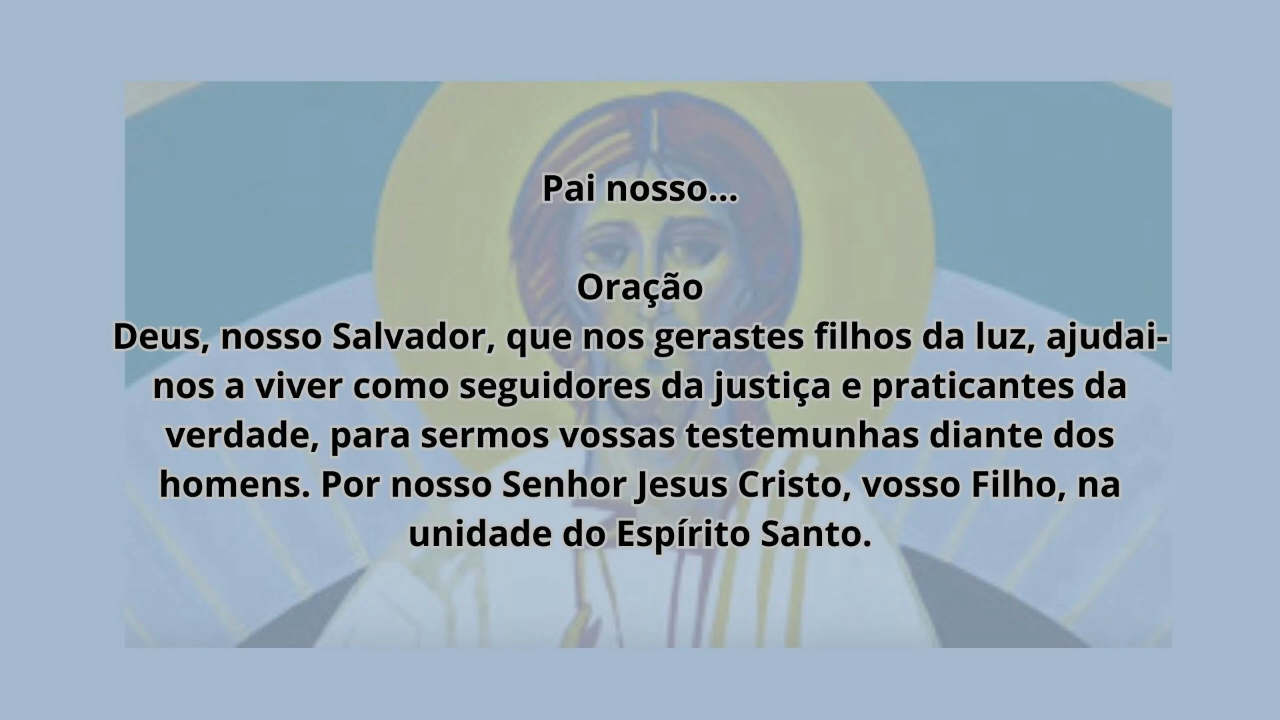 Pai nosso...
Oração
Deus, nosso Salvador, que nos gerastes filhos da luz, ajudai-
nos a viver como seguidores da justiça e praticantes da
verdade, para sermos vossas testemunhas diante dos
homens. Por nosso Senhor Jesus Cristo, vosso Filho, na
unidade do Espírito Santo.